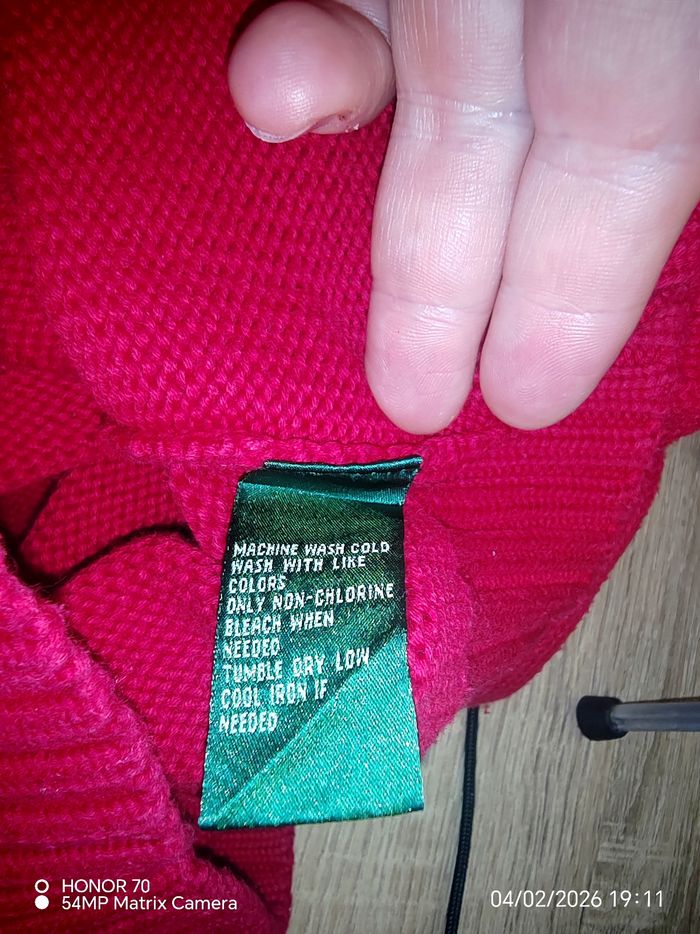 MACHINE WASH COLD
WASH WITH LIKE
COLORS
ONLY NON-CHLORINE
BLEACH WHEN
NEEDED
TUMBLE DRY LOW
COOL IRON IF
NEEDED
HONOR 70
54MP Matrix Camera
04/02/2026 19:11